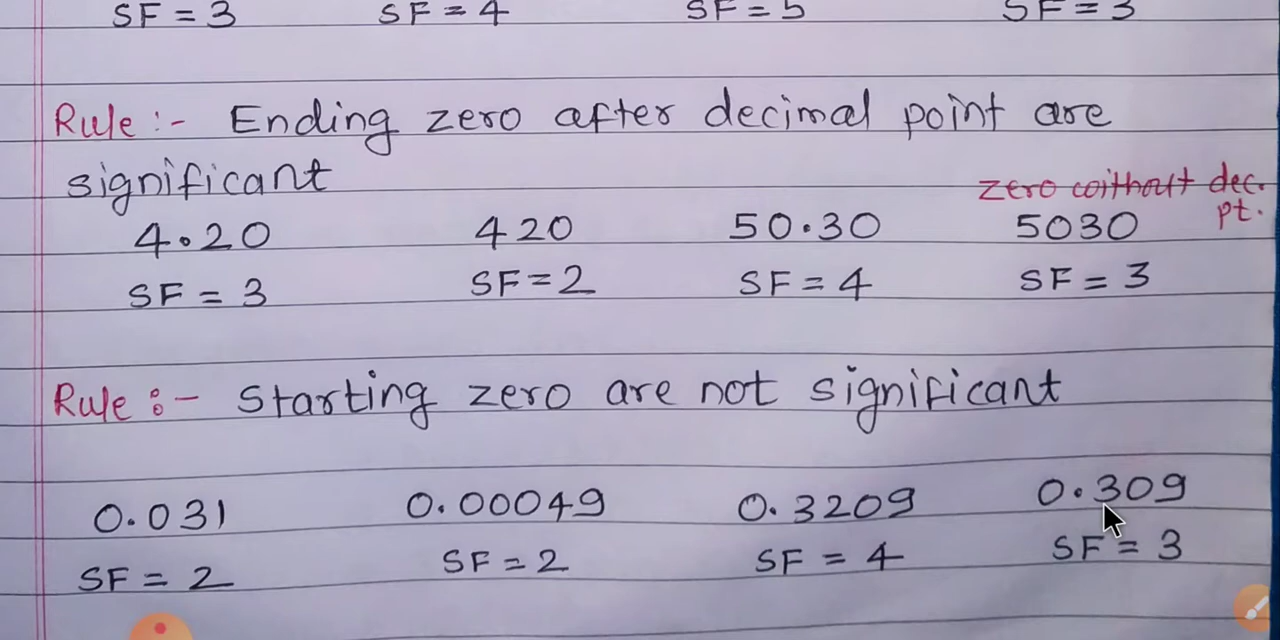 SF = 3 SF = 4 SF = 5 SF = 3
Rule :- Ending zero after decimal point are
significant
zero without dec.
pt.
4.20 420 50.30 5030
SF = 3 SF = 2 SF = 4 SF = 3
Rule :- Starting zero are not significant
0.031 0.00049 0.3209 0.309
SF = 2 SF = 2 SF = 4 SF = 3